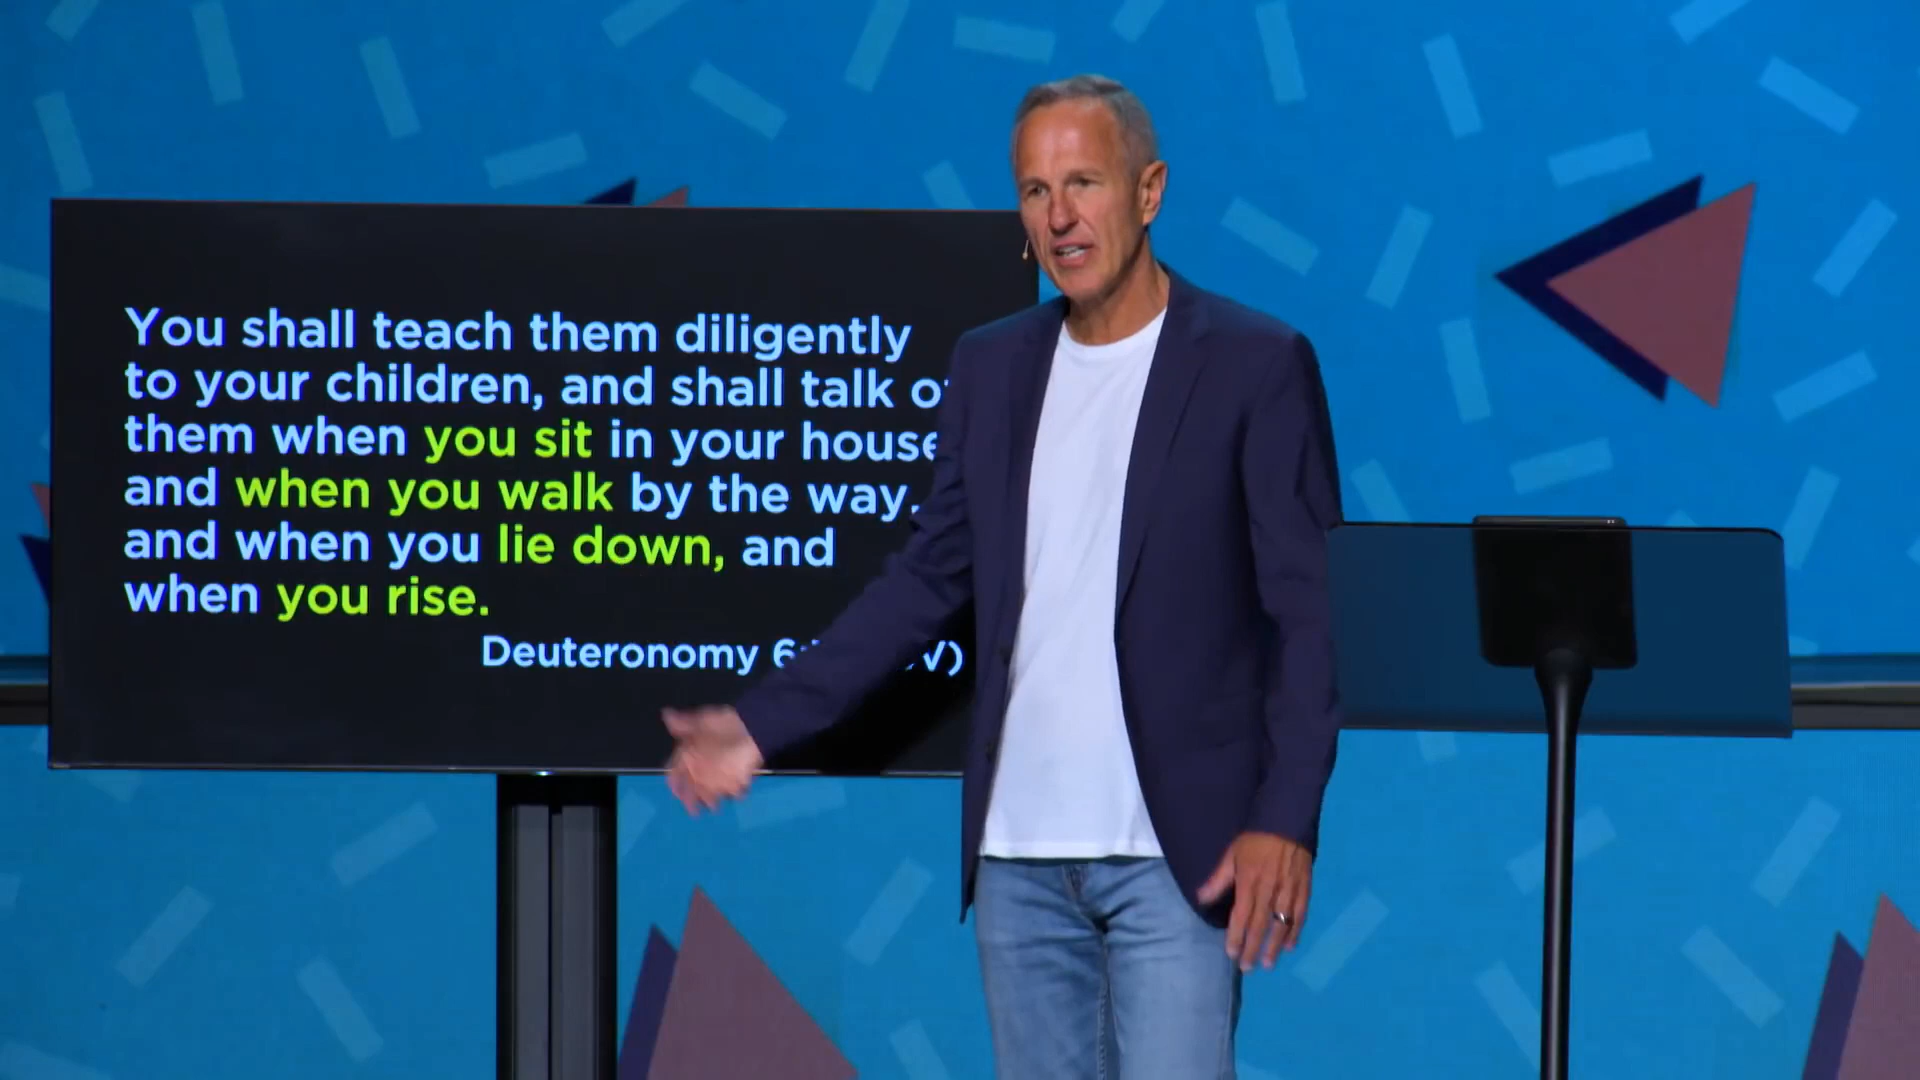 You shall teach them diligently
to your children, and shall talk
them when you sit in your house
and when you walk by the way,
and when you lie down, and
when you rise.
Deuteronomy